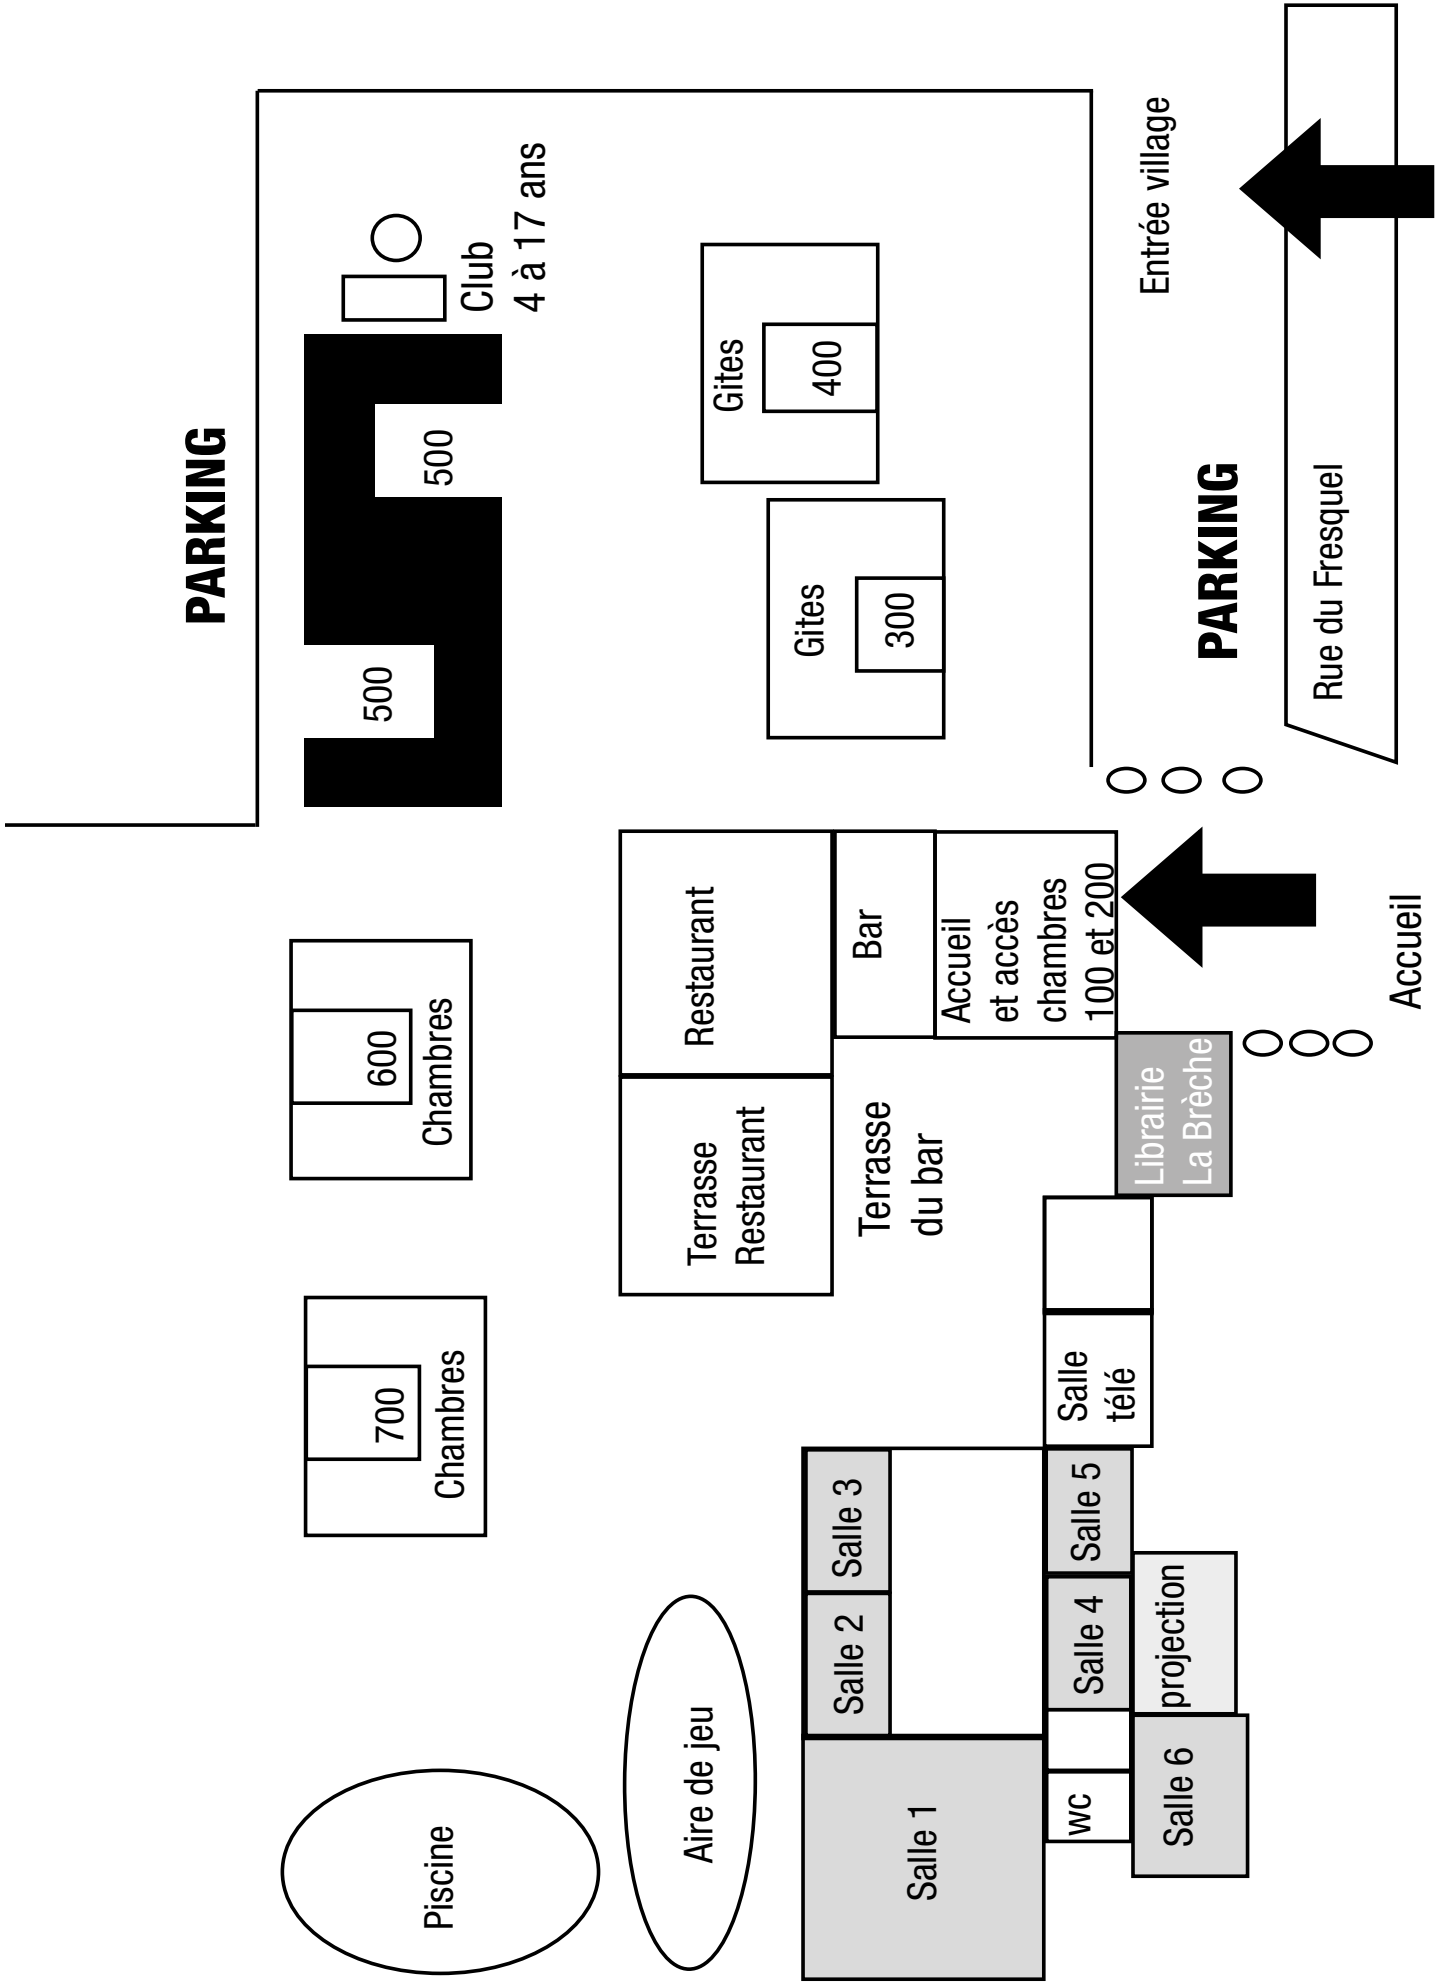 PARKING
500
500
Club
4 à 17 ans
600
Chambres
700
Chambres
Piscine
Gites
400
Gites
300
Restaurant
Terrasse
Restaurant
Aire de jeu
Bar
Terrasse
du bar
Accueil
et accès
chambres
100 et 200
Salle 3
Salle 2
Salle 1
Librairie
La Brèche
Salle
télé
Salle 5
Salle 4
wc
projection
Salle 6
Entrée village
PARKING
Rue du Fresquel
Accueil